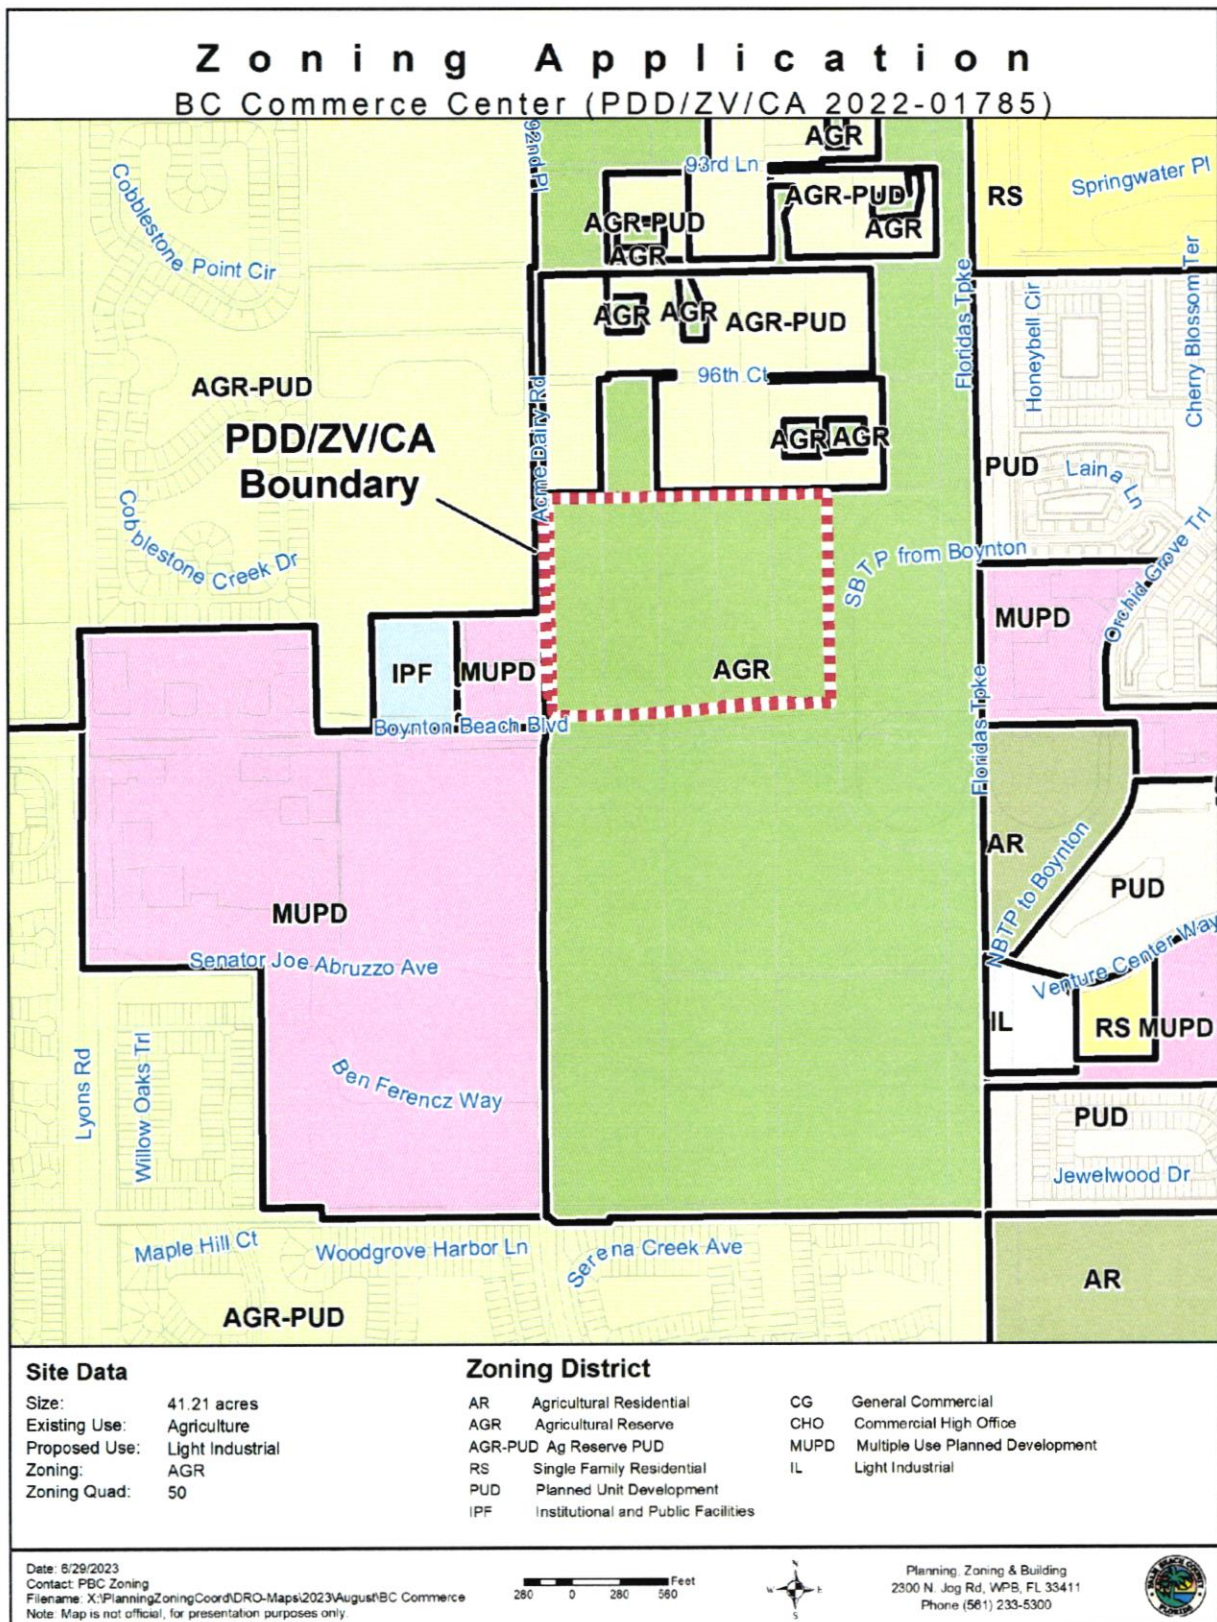 Zoning Application
BC Commerce Center (PDD/ZV/CA 2022-01785)
92nd Pl
AGR
93rd Ln
RS
Springwater Pl
Cobblestone Point Cir
AGR-PUD
AGR
AGR-PUD
AGR
Floridas Tpke
Honeybell Cir
Cherry Blossom Ter
AGR
AGR
AGR-PUD
AGR-PUD
96th Ct
Acme Dairy Rd
PDD/ZV/CA
Boundary
AGR
AGR
PUD
Laina Ln
Orchid Grove Trl
Cobblestone Creek Dr
SBTP from Boynton
MUPD
IPF
MUPD
AGR
Boynton Beach Blvd
Floridas Tpke
AR
NBTP to Boynton
PUD
MUPD
Senator Joe Abruzzo Ave
Venture Center Way
IL
RS
MUPD
Lyons Rd
Willow Oaks Trl
Ben Ferencz Way
PUD
Jewelwood Dr
Maple Hill Ct
Woodgrove Harbor Ln
Serena Creek Ave
AR
AGR-PUD
Site Data
Size: 41.21 acres
Existing Use: Agriculture
Proposed Use: Light Industrial
Zoning: AGR
Zoning Quad: 50
Zoning District
AR Agricultural Residential
AGR Agricultural Reserve
AGR-PUD Ag Reserve PUD
RS Single Family Residential
PUD Planned Unit Development
IPF Institutional and Public Facilities
CG General Commercial
CHO Commercial High Office
MUPD Multiple Use Planned Development
IL Light Industrial
Date: 6/29/2023
Contact: PBC Zoning
Filename: X:\PlanningZoningCoord\DRO-Maps\2023\August\BC Commerce
Note: Map is not official, for presentation purposes only.
Feet
280 0 280 560
N
W E
S
Planning, Zoning & Building
2300 N. Jog Rd, WPB, FL 33411
Phone (561) 233-5300
PALM BEACH COUNTY
FLORIDA